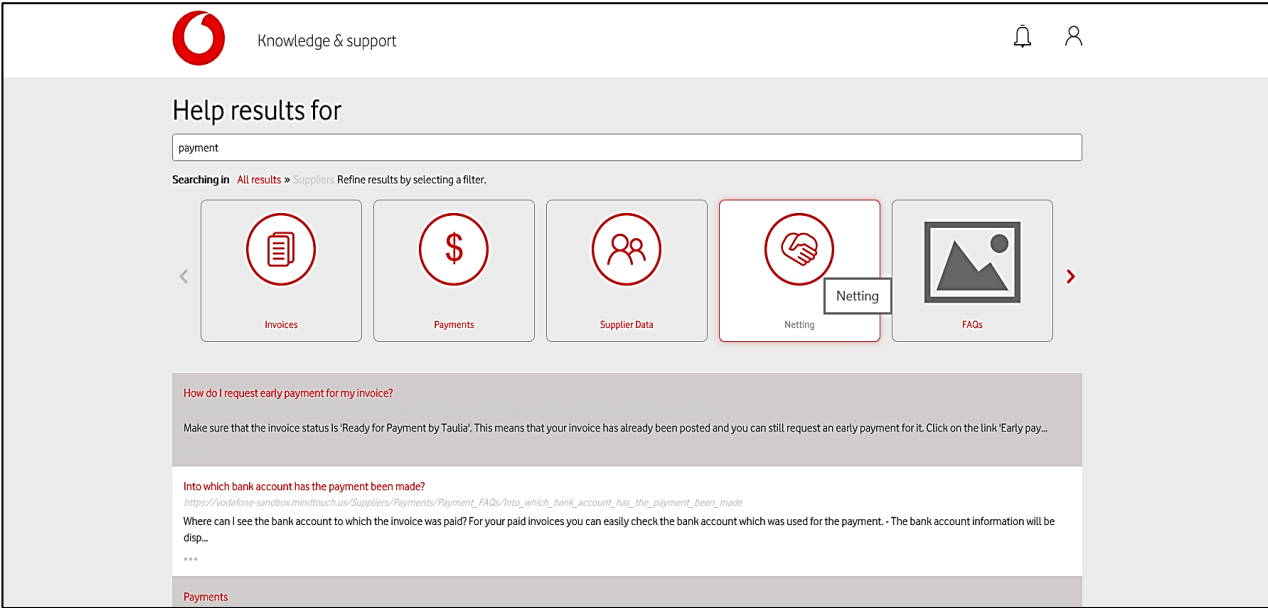 Knowledge & support
Help results for
payment
Searching in All results » Suppliers Refine results by selecting a filter.
$
Invoices
Payments
Supplier Data
Netting
Netting
FAQs
How do I request early payment for my invoice?
Make sure that the invoice status Is 'Ready for Payment by Taulia'. This means that your invoice has already been posted and you can still request an early payment for it. Click on the link 'Early pay...
Into which bank account has the payment been made?
https://vodafone-sandbox.mindtouch.us/Suppliers/Payments/Payment_FAQs/Into_which_bank_account_has_the_payment_been_made
Where can I see the bank account to which the invoice was paid? For your paid invoices you can easily check the bank account which was used for the payment. - The bank account information will be
disp...
Payments